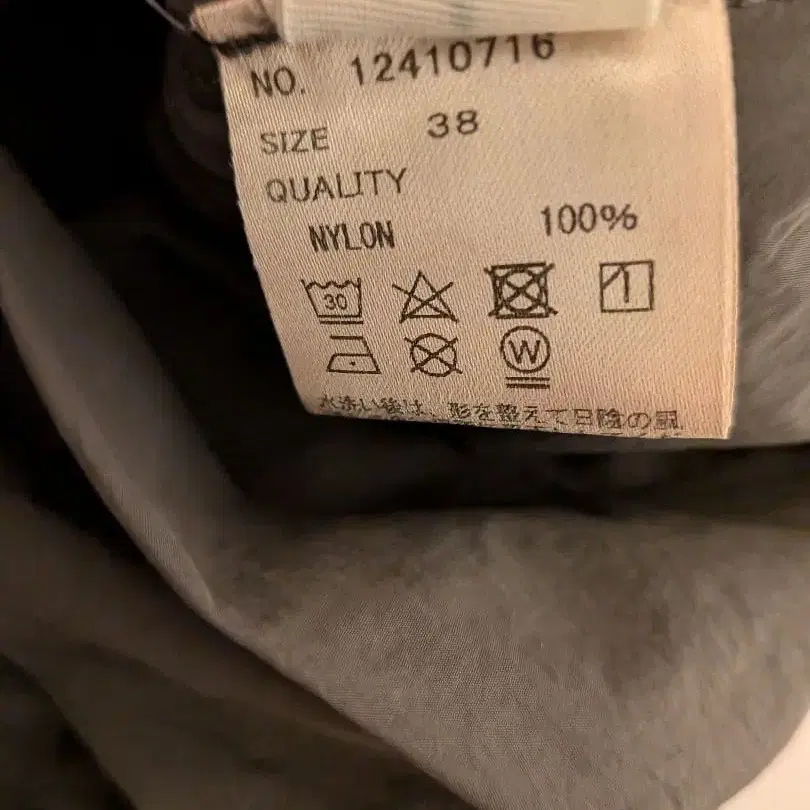 NO. 12410716
SIZE 38
QUALITY
NYLON 100%
30
W
水洗い後は、形を整えて日陰の風